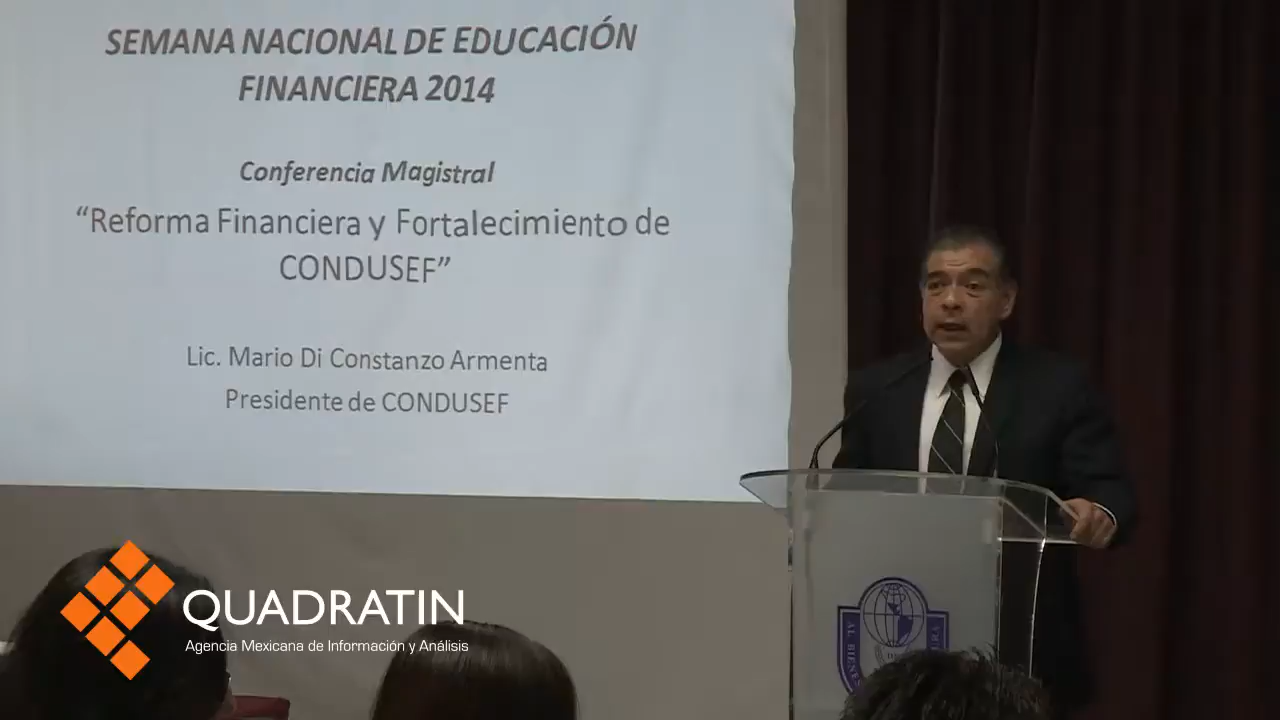 SEMANA NACIONAL DE EDUCACIÓN
FINANCIERA 2014
Conferencia Magistral
“Reforma Financiera y Fortalecimiento de
CONDUSEF”
Lic. Mario Di Constanzo Armenta
Presidente de CONDUSEF
QUADRATIN
Agencia Mexicana de Información y Análisis
AL